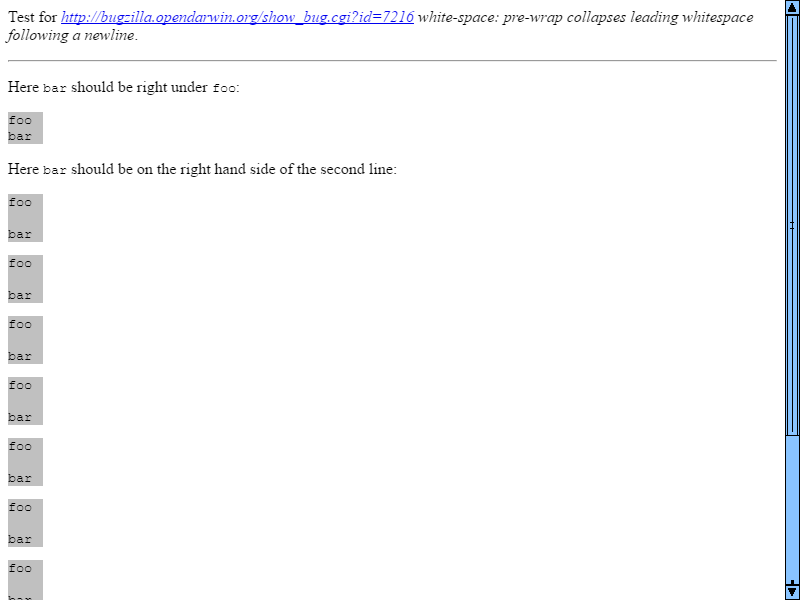 Test for http://bugzilla.opendarwin.org/show_bug.cgi?id=7216 white-space: pre-wrap collapses leading whitespace
following a newline.
Here bar should be right under foo:
foo
bar
Here bar should be on the right hand side of the second line:
foo
bar
foo
bar
foo
bar
foo
bar
foo
bar
foo
bar
foo
bar